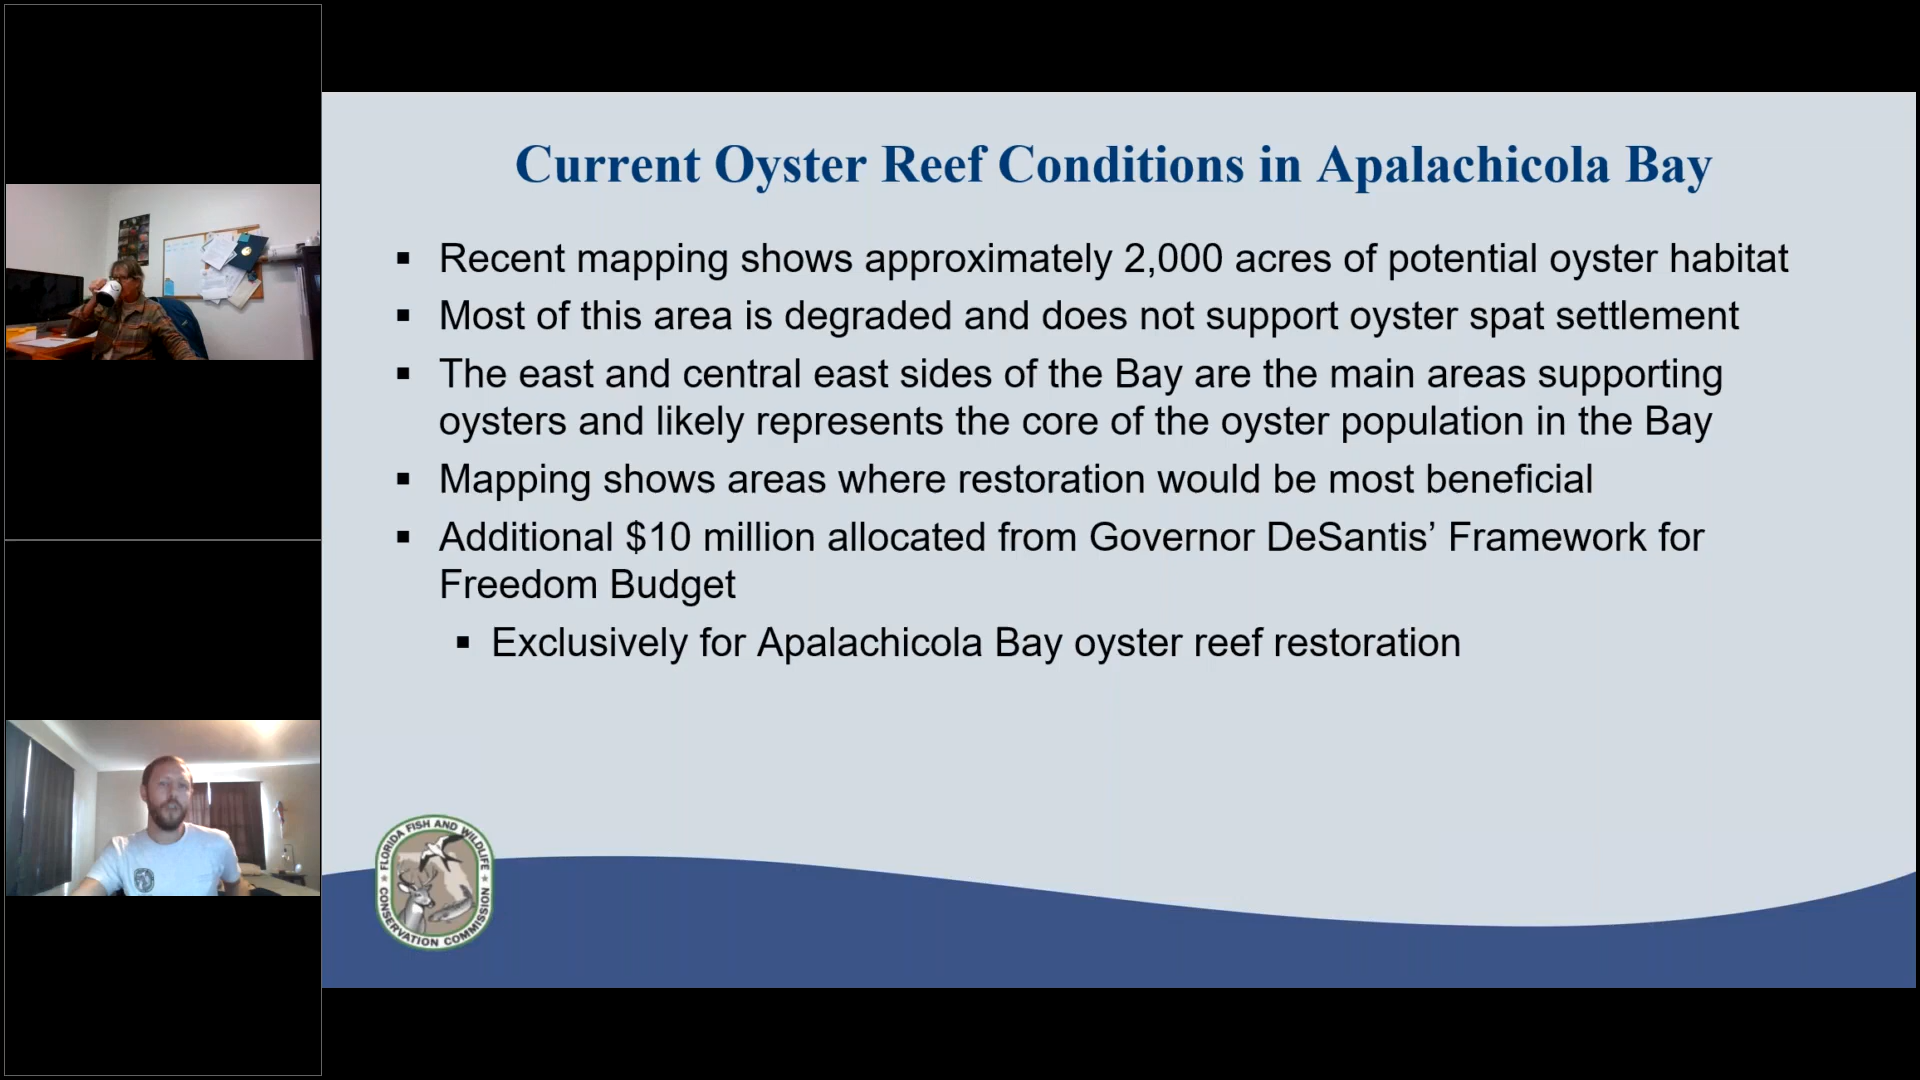 Current Oyster Reef Conditions in Apalachicola Bay
▪ Recent mapping shows approximately 2,000 acres of potential oyster habitat
▪ Most of this area is degraded and does not support oyster spat settlement
▪ The east and central east sides of the Bay are the main areas supporting
oysters and likely represents the core of the oyster population in the Bay
▪ Mapping shows areas where restoration would be most beneficial
▪ Additional $10 million allocated from Governor DeSantis’ Framework for
Freedom Budget
▪ Exclusively for Apalachicola Bay oyster reef restoration
FLORIDA FISH AND WILDLIFE
CONSERVATION COMMISSION